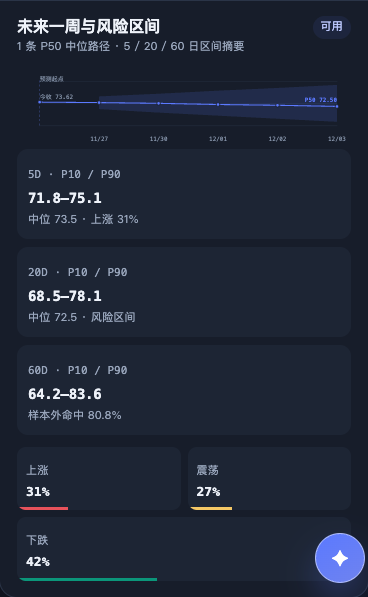 未来一周与风险区间
可用
1 条 P50 中位路径 · 5 / 20 / 60 日区间摘要
预测起点
今收 73.62
P50 72.50
11/27 11/30 12/01 12/02 12/03
5D · P10 / P90
71.8—75.1
中位 73.5 · 上涨 31%
20D · P10 / P90
68.5—78.1
中位 72.5 · 风险区间
60D · P10 / P90
64.2—83.6
样本外命中 80.8%
上涨
31%
震荡
27%
下跌
42%